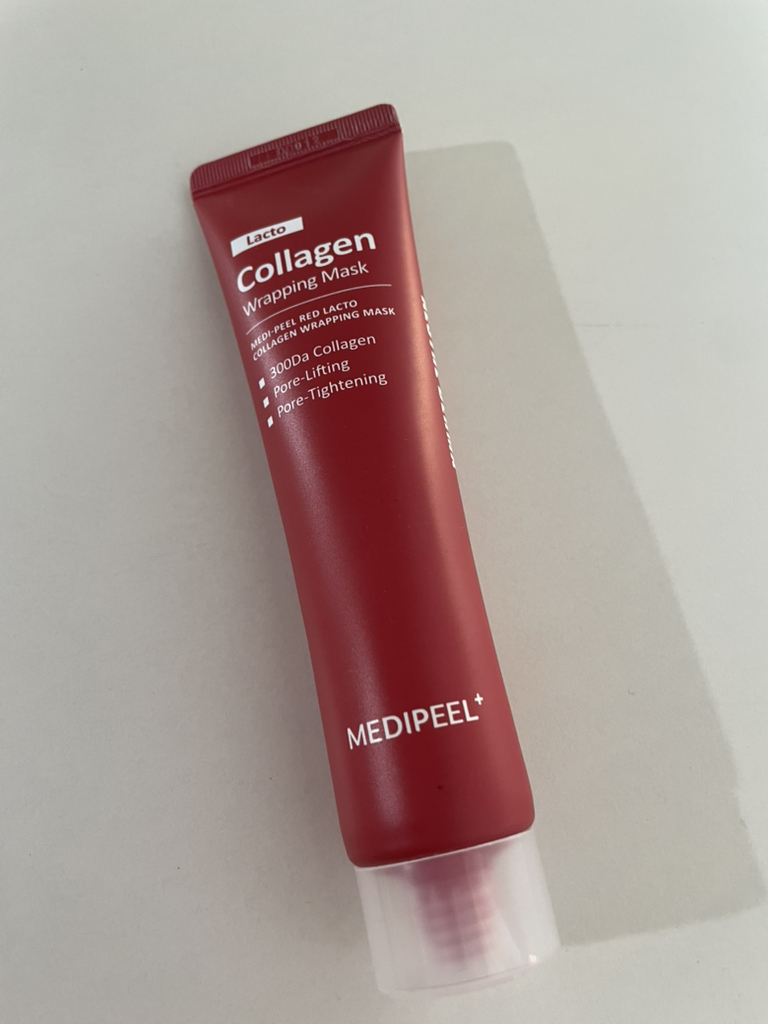 Lacto
Collagen
Wrapping Mask
MEDI-PEEL RED LACTO
COLLAGEN WRAPPING MASK
▪ 300Da Collagen
▪ Pore-Lifting
▪ Pore-Tightening
MEDIPEEL+